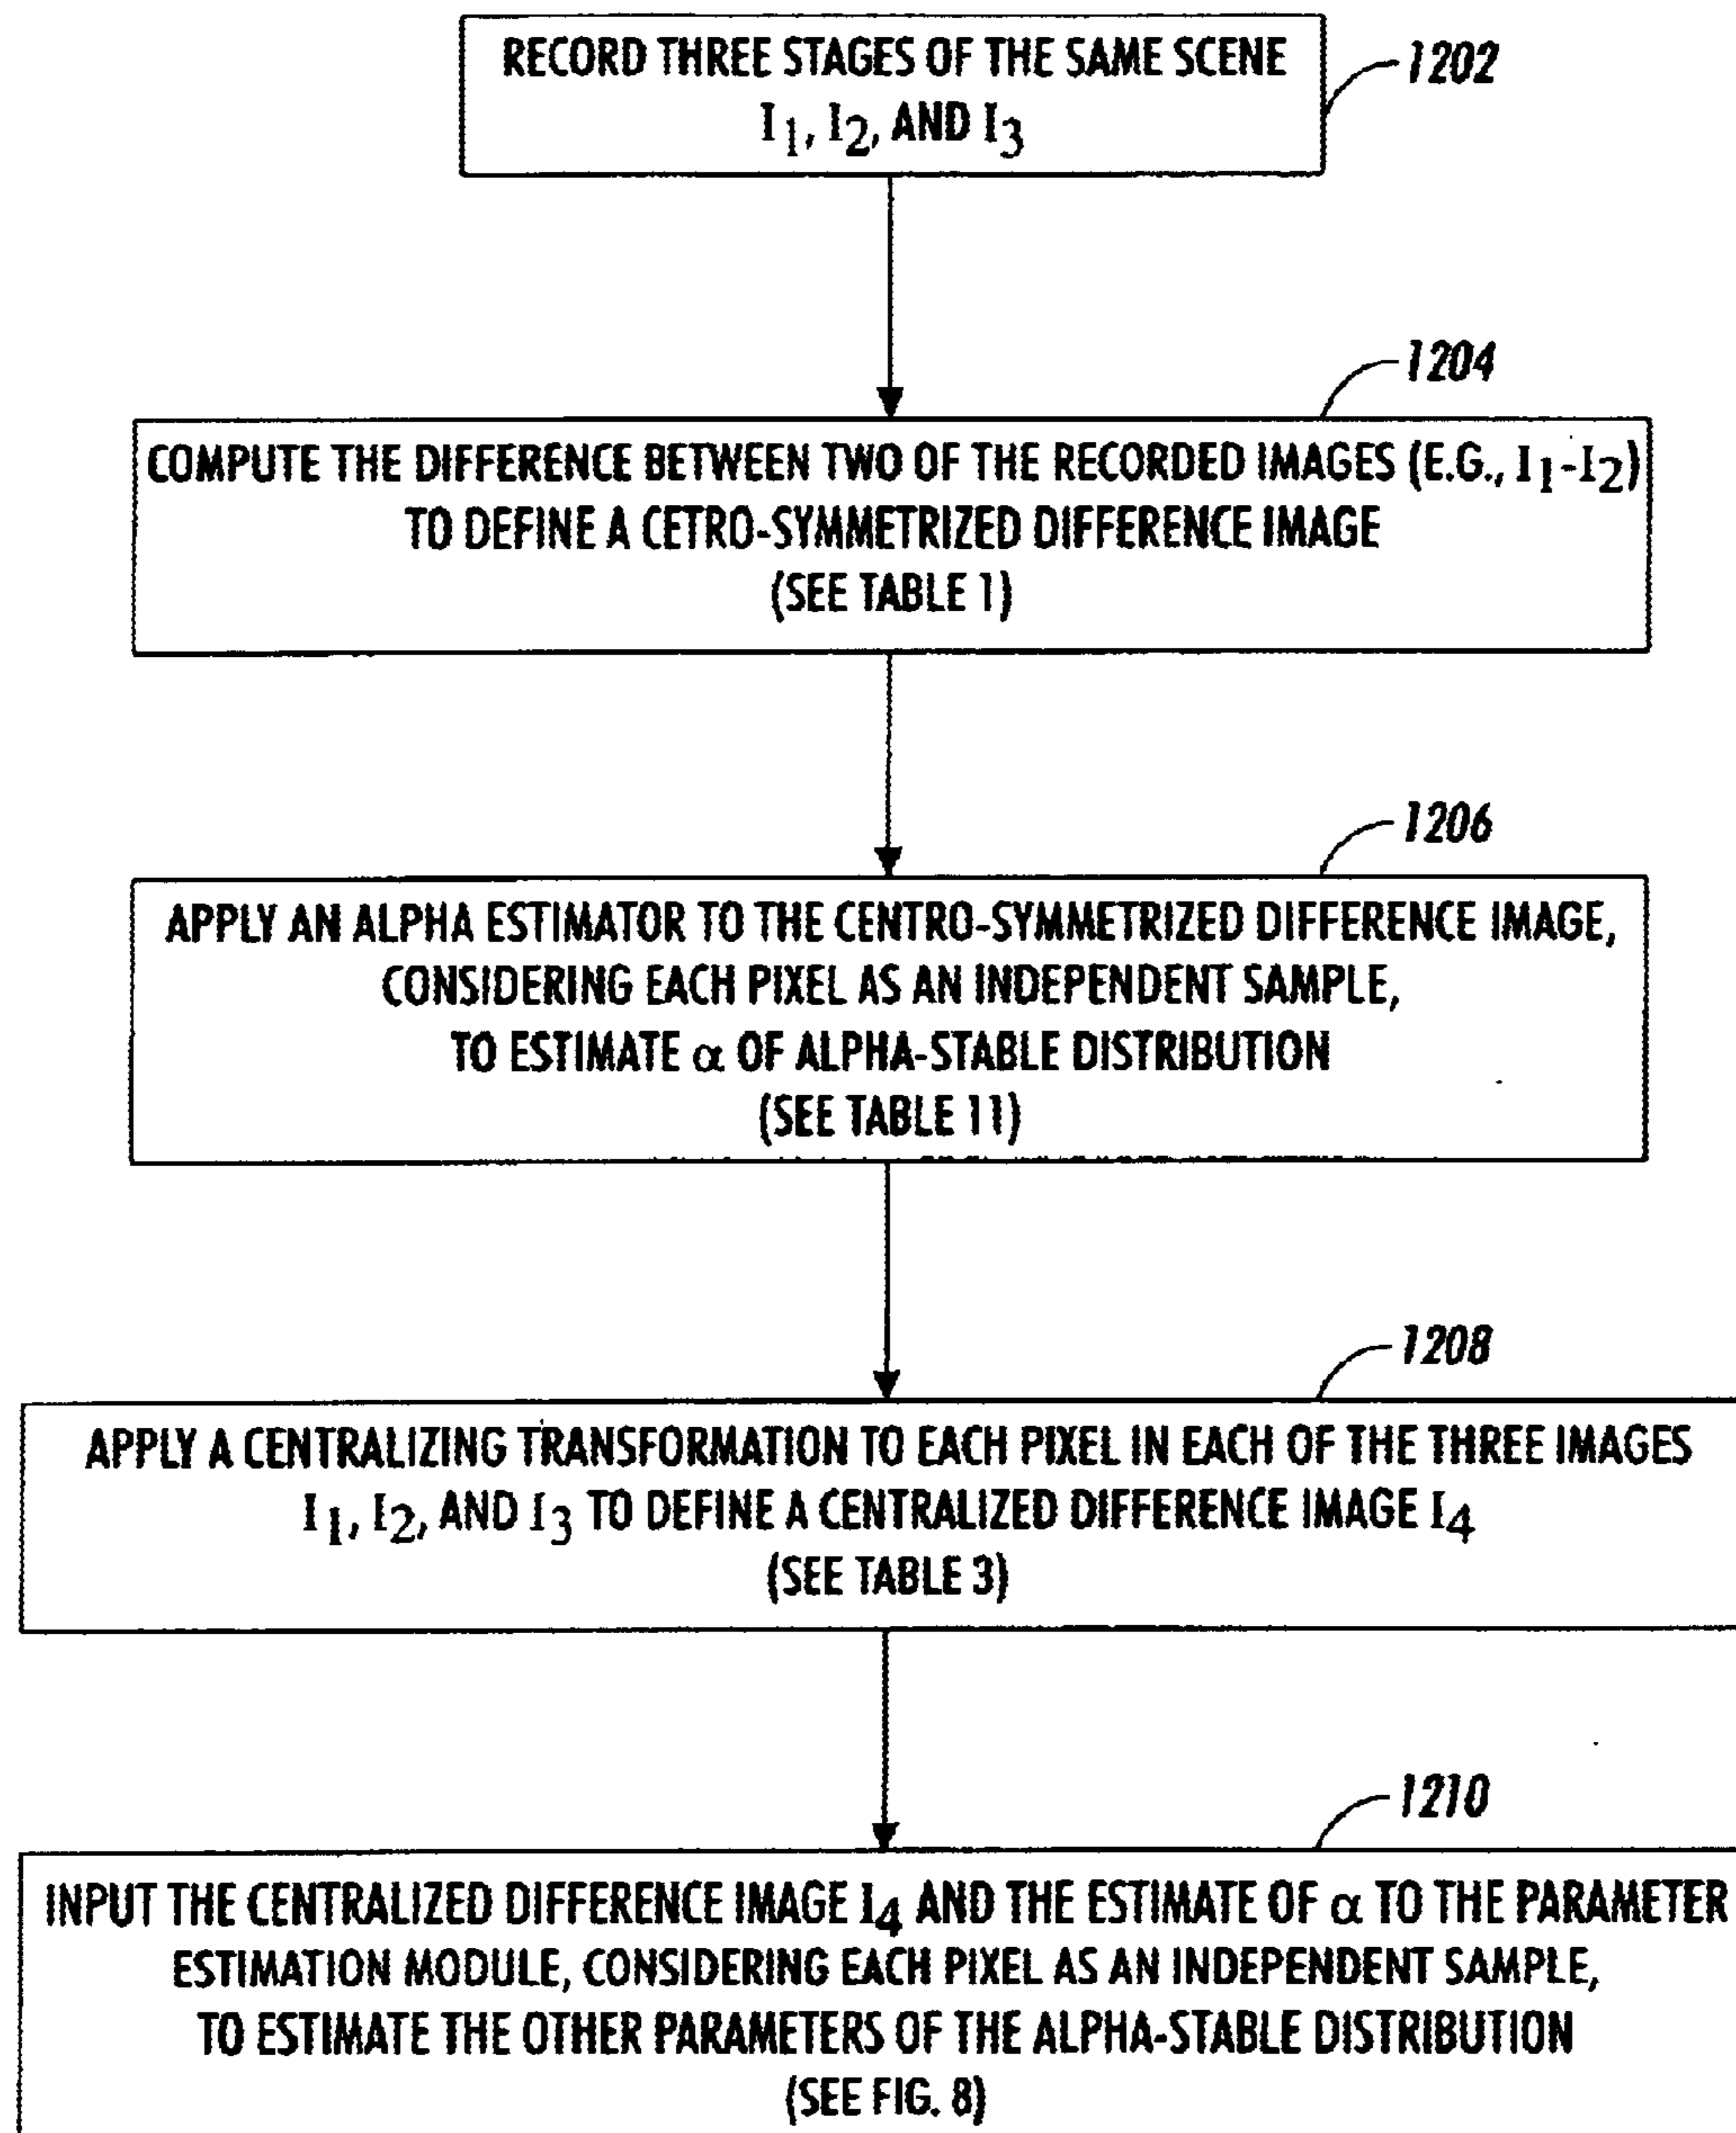 RECORD THREE STAGES OF THE SAME SCENE
I1, I2, AND I3
1202
1204
COMPUTE THE DIFFERENCE BETWEEN TWO OF THE RECORDED IMAGES (E.G., I1-I2)
TO DEFINE A CETRO-SYMMETRIZED DIFFERENCE IMAGE
(SEE TABLE 1)
1206
APPLY AN ALPHA ESTIMATOR TO THE CENTRO-SYMMETRIZED DIFFERENCE IMAGE,
CONSIDERING EACH PIXEL AS AN INDEPENDENT SAMPLE,
TO ESTIMATE α OF ALPHA-STABLE DISTRIBUTION
(SEE TABLE 11)
1208
APPLY A CENTRALIZING TRANSFORMATION TO EACH PIXEL IN EACH OF THE THREE IMAGES
I1, I2, AND I3 TO DEFINE A CENTRALIZED DIFFERENCE IMAGE I4
(SEE TABLE 3)
1210
INPUT THE CENTRALIZED DIFFERENCE IMAGE I4 AND THE ESTIMATE OF α TO THE PARAMETER
ESTIMATION MODULE, CONSIDERING EACH PIXEL AS AN INDEPENDENT SAMPLE,
TO ESTIMATE THE OTHER PARAMETERS OF THE ALPHA-STABLE DISTRIBUTION
(SEE FIG. 8)